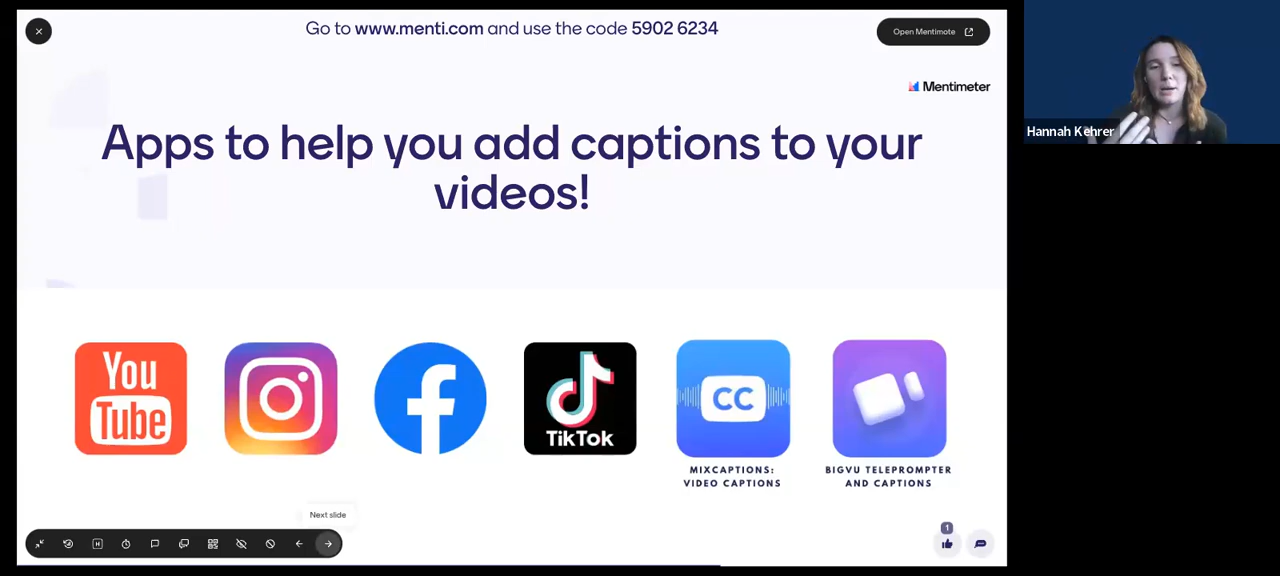 Go to www.menti.com and use the code 5902 6234
Open Mentimote
Mentimeter
Hannah Kehrer
Apps to help you add captions to your
videos!
You
Tube
TikTok
CC
MIXCAPTIONS:
VIDEO CAPTIONS
BIGVU TELEPROMPTER
AND CAPTIONS
Next slide
H
1